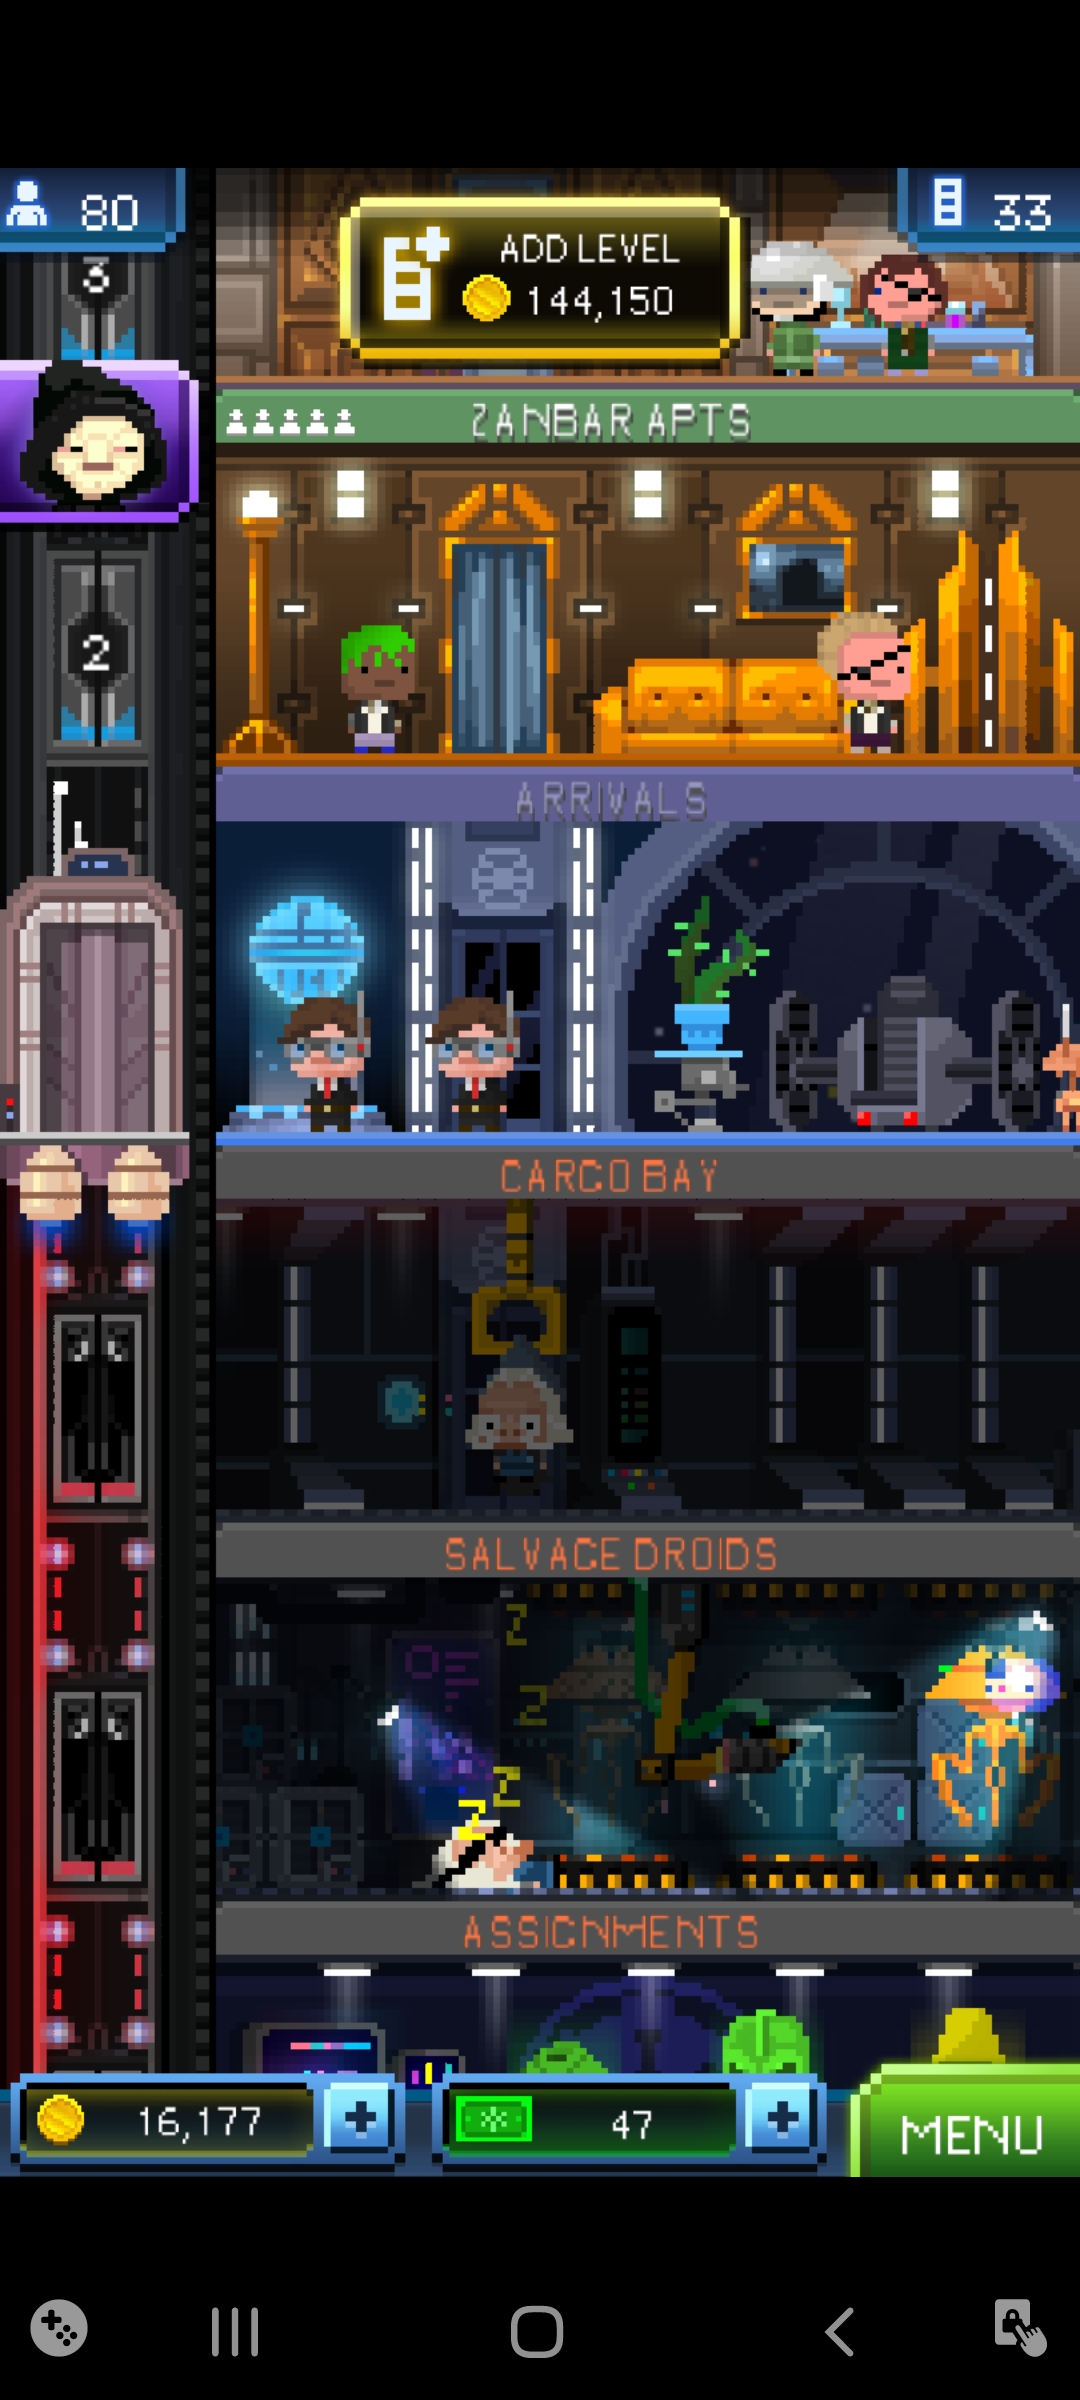 80
33
ADD LEVEL
144,150
3
ZANBAR APTS
2
ARRIVALS
L
CARGO BAY
SALVAGE DROIDS
Z
Z
Z
Z
ASSIGNMENTS
16,177
47
MENU